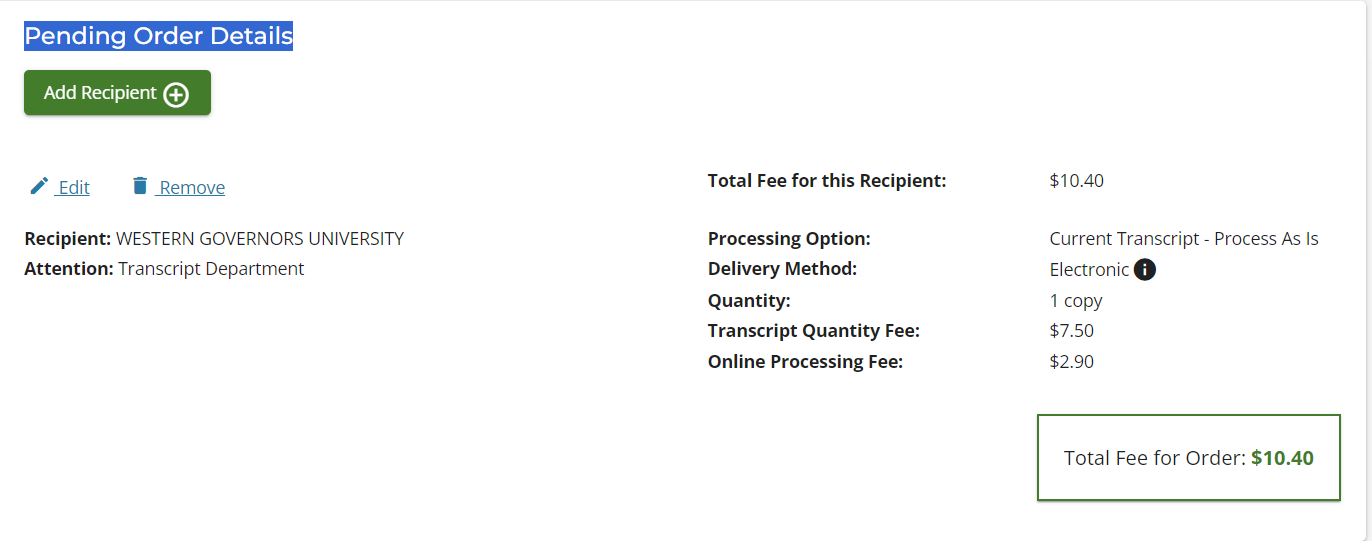 Pending Order Details
Add Recipient
Edit Remove
Total Fee for this Recipient: $10.40
Recipient: WESTERN GOVERNORS UNIVERSITY
Attention: Transcript Department
Processing Option: Current Transcript - Process As Is
Delivery Method: Electronic
Quantity: 1 copy
Transcript Quantity Fee: $7.50
Online Processing Fee: $2.90
Total Fee for Order: $10.40